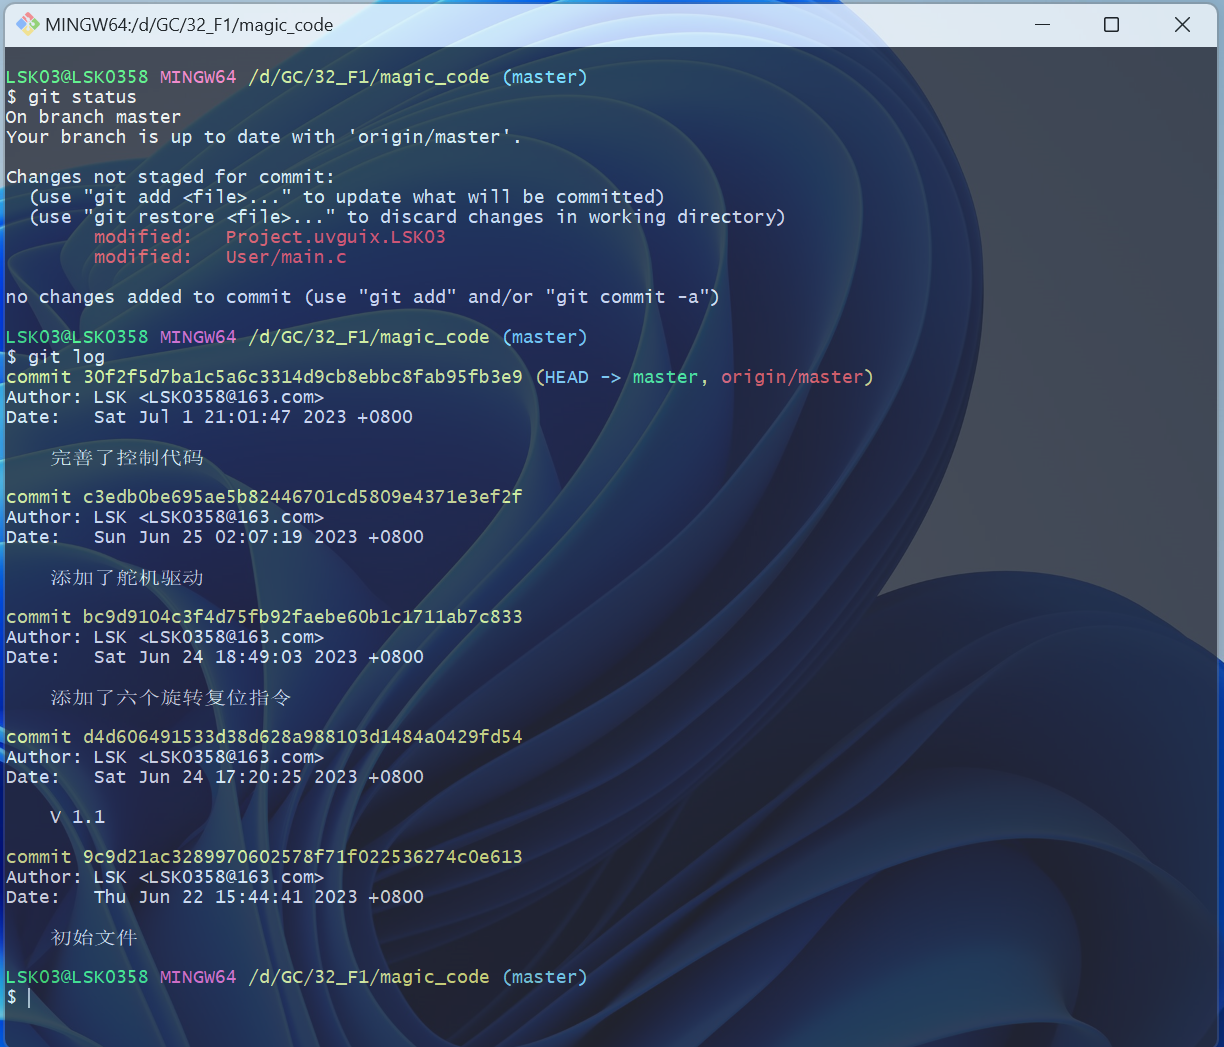 MINGW64:/d/GC/32_F1/magic_code
LSK03@LSK0358 MINGW64 /d/GC/32_F1/magic_code (master)
$ git status
On branch master
Your branch is up to date with 'origin/master'.
Changes not staged for commit:
  (use "git add <file>..." to update what will be committed)
  (use "git restore <file>..." to discard changes in working directory)
        modified:   Project.uvguix.LSK03
        modified:   User/main.c
no changes added to commit (use "git add" and/or "git commit -a")
LSK03@LSK0358 MINGW64 /d/GC/32_F1/magic_code (master)
$ git log
commit 30f2f5d7ba1c5a6c3314d9cb8ebbc8fab95fb3e9 (HEAD -> master, origin/master)
Author: LSK <LSK0358@163.com>
Date:   Sat Jul 1 21:01:47 2023 +0800
    完善了控制代码
commit c3edb0be695ae5b82446701cd5809e4371e3ef2f
Author: LSK <LSK0358@163.com>
Date:   Sun Jun 25 02:07:19 2023 +0800
    添加了舵机驱动
commit bc9d9104c3f4d75fb92faebe60b1c1711ab7c833
Author: LSK <LSK0358@163.com>
Date:   Sat Jun 24 18:49:03 2023 +0800
    添加了六个旋转复位指令
commit d4d606491533d38d628a988103d1484a0429fd54
Author: LSK <LSK0358@163.com>
Date:   Sat Jun 24 17:20:25 2023 +0800
    V 1.1
commit 9c9d21ac3289970602578f71f022536274c0e613
Author: LSK <LSK0358@163.com>
Date:   Thu Jun 22 15:44:41 2023 +0800
    初始文件
LSK03@LSK0358 MINGW64 /d/GC/32_F1/magic_code (master)
$